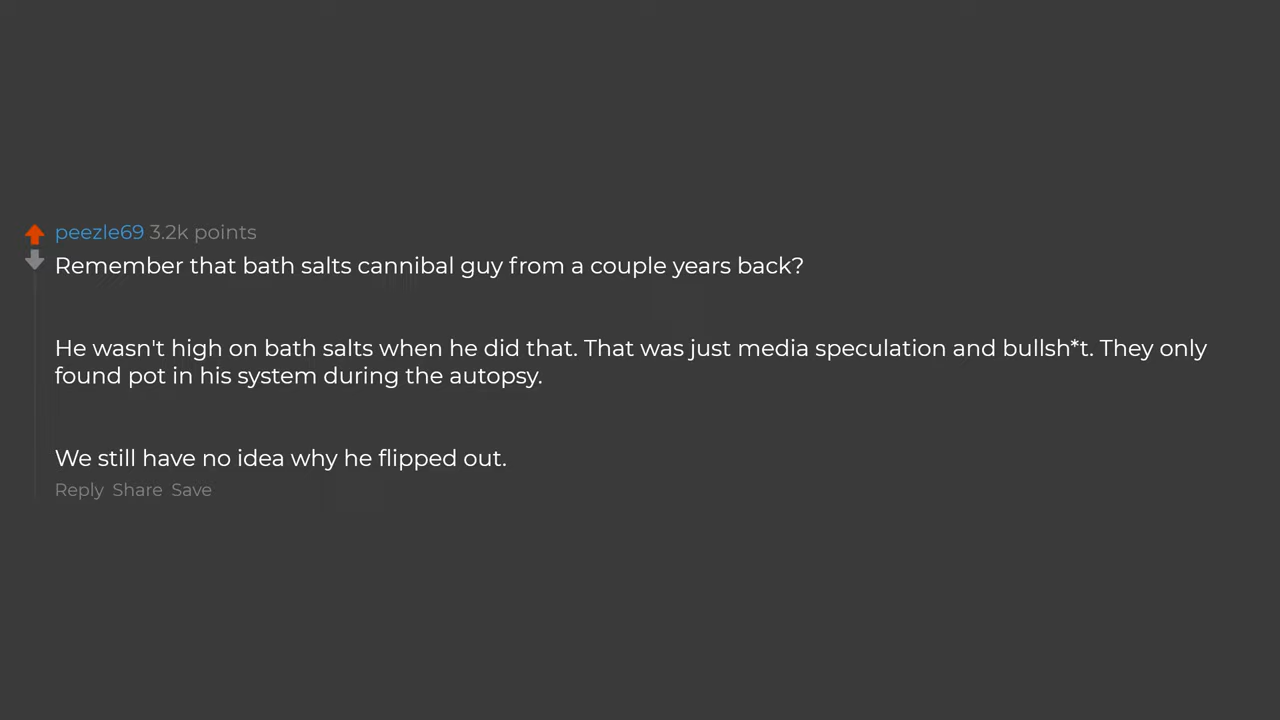 peezle69 3.2k points
Remember that bath salts cannibal guy from a couple years back?
He wasn't high on bath salts when he did that. That was just media speculation and bullsh*t. They only
found pot in his system during the autopsy.
We still have no idea why he flipped out.
Reply Share Save